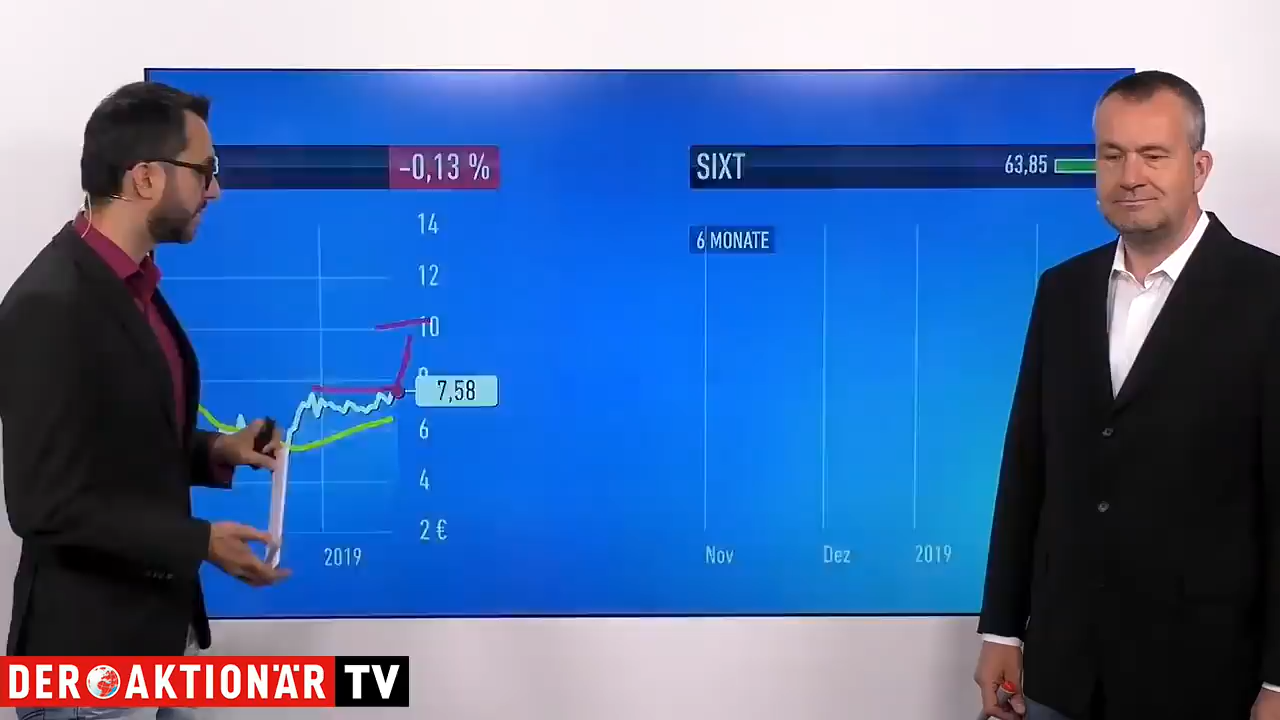 -0,13 %
14
12
10
7,58
6
4
2 €
2019
SIXT
63,85
6 MONATE
Nov
Dez
2019
DER AKTIONÄR TV